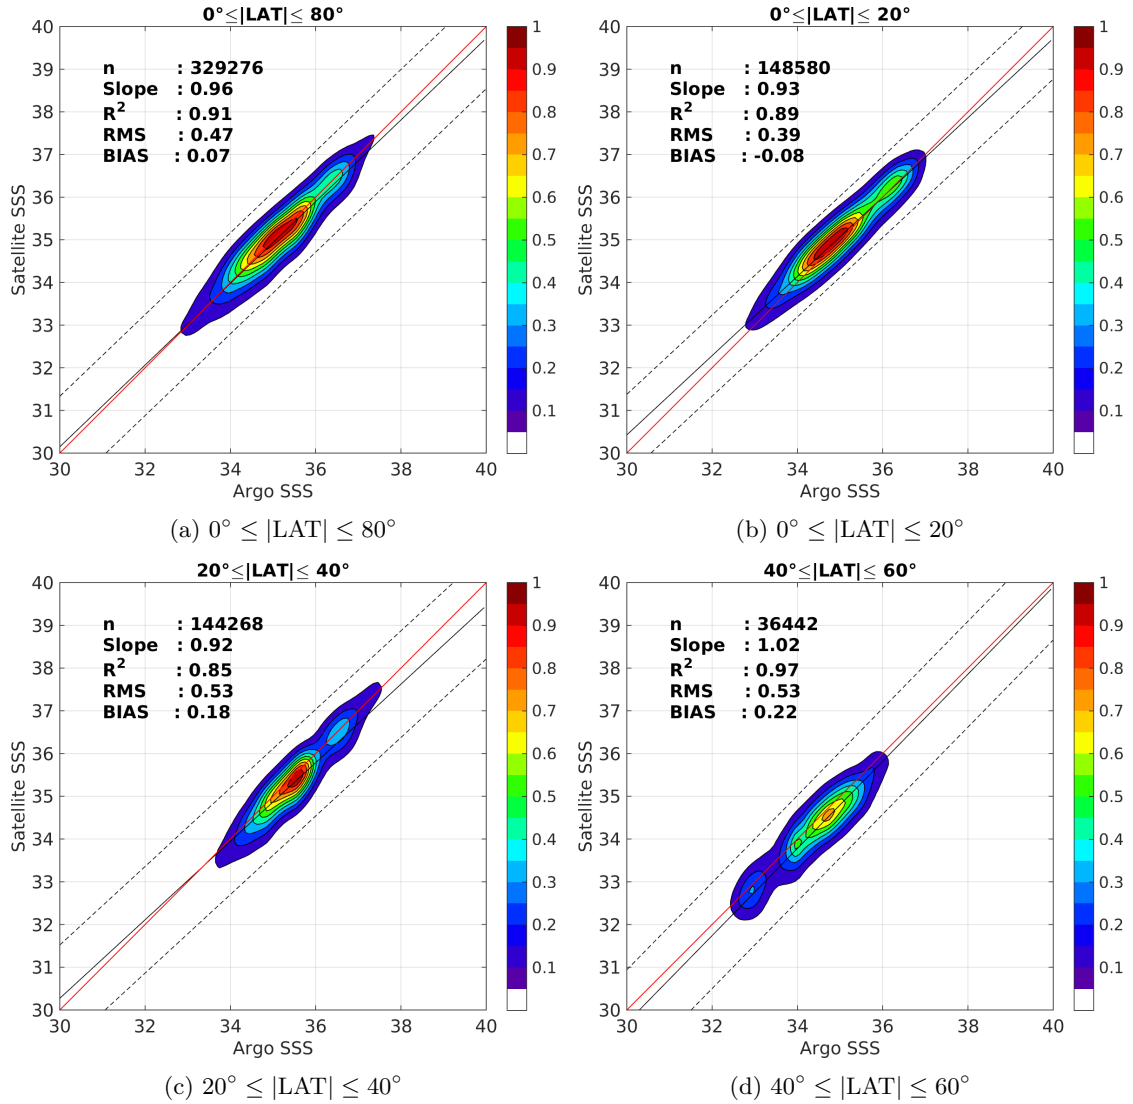 0°≤|LAT|≤ 80°
n : 329276
Slope : 0.96
R² : 0.91
RMS : 0.47
BIAS : 0.07
Satellite SSS
40
39
38
37
36
35
34
33
32
31
30
30 32 34 36 38 40
Argo SSS
1
0.9
0.8
0.7
0.6
0.5
0.4
0.3
0.2
0.1
(a) 0° ≤ |LAT| ≤ 80°
0°≤|LAT|≤ 20°
n : 148580
Slope : 0.93
R² : 0.89
RMS : 0.39
BIAS : -0.08
Satellite SSS
40
39
38
37
36
35
34
33
32
31
30
30 32 34 36 38 40
Argo SSS
1
0.9
0.8
0.7
0.6
0.5
0.4
0.3
0.2
0.1
(b) 0° ≤ |LAT| ≤ 20°
20°≤|LAT|≤ 40°
n : 144268
Slope : 0.92
R² : 0.85
RMS : 0.53
BIAS : 0.18
Satellite SSS
40
39
38
37
36
35
34
33
32
31
30
30 32 34 36 38 40
Argo SSS
1
0.9
0.8
0.7
0.6
0.5
0.4
0.3
0.2
0.1
(c) 20° ≤ |LAT| ≤ 40°
40°≤|LAT|≤ 60°
n : 36442
Slope : 1.02
R² : 0.97
RMS : 0.53
BIAS : 0.22
Satellite SSS
40
39
38
37
36
35
34
33
32
31
30
30 32 34 36 38 40
Argo SSS
1
0.9
0.8
0.7
0.6
0.5
0.4
0.3
0.2
0.1
(d) 40° ≤ |LAT| ≤ 60°